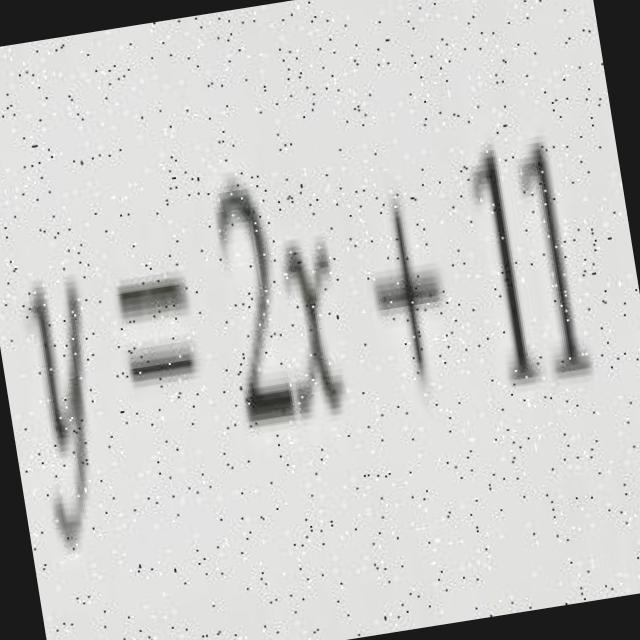 y = 2x + 11